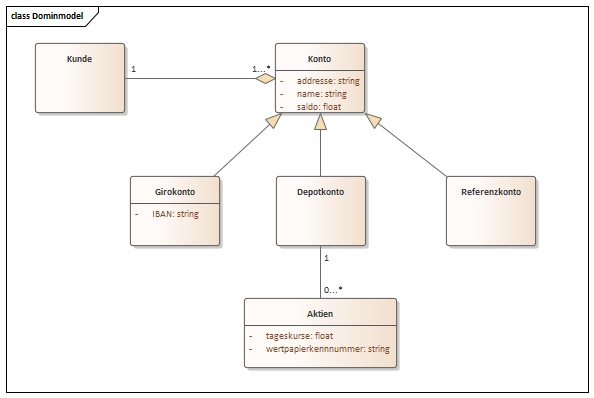 class Dominmodel
Kunde
1
1...*
Konto
- addresse: string
- name: string
- saldo: float
Girokonto
- IBAN: string
Depotkonto
Referenzkonto
1
0...*
Aktien
- tageskurse: float
- wertpapierkennnummer: string